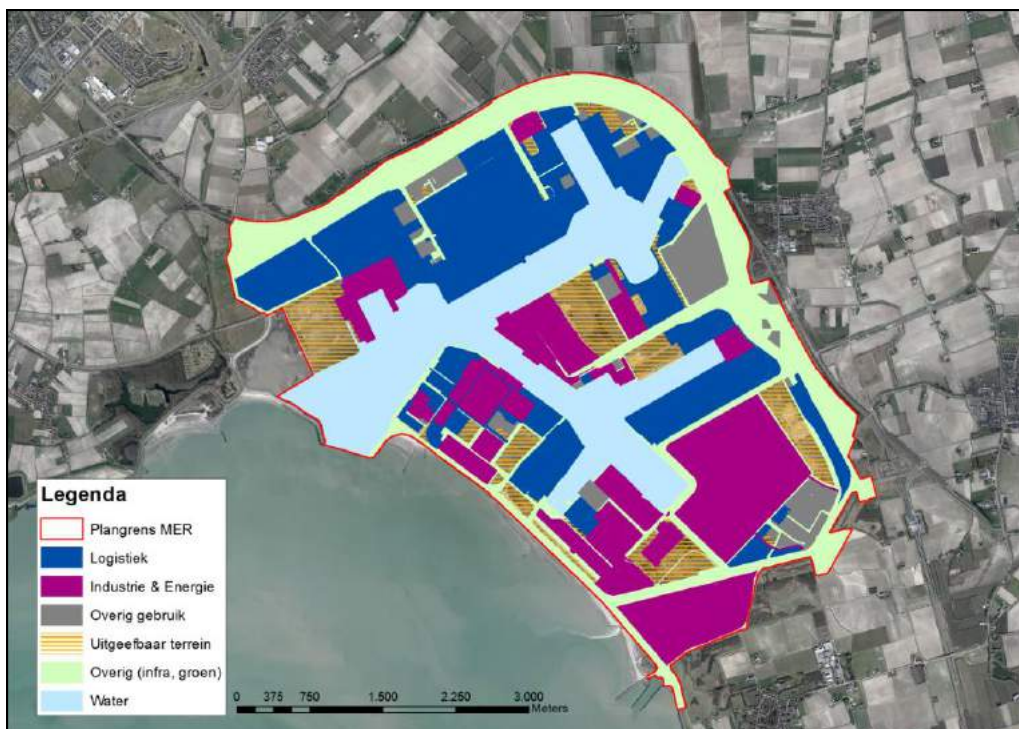 Legenda
Plangrens MER
Logistiek
Industrie & Energie
Overig gebruik
Uitgeefbaar terrein
Overig (infra, groen)
Water
0 375 750 1.500 2.250 3.000
Meters